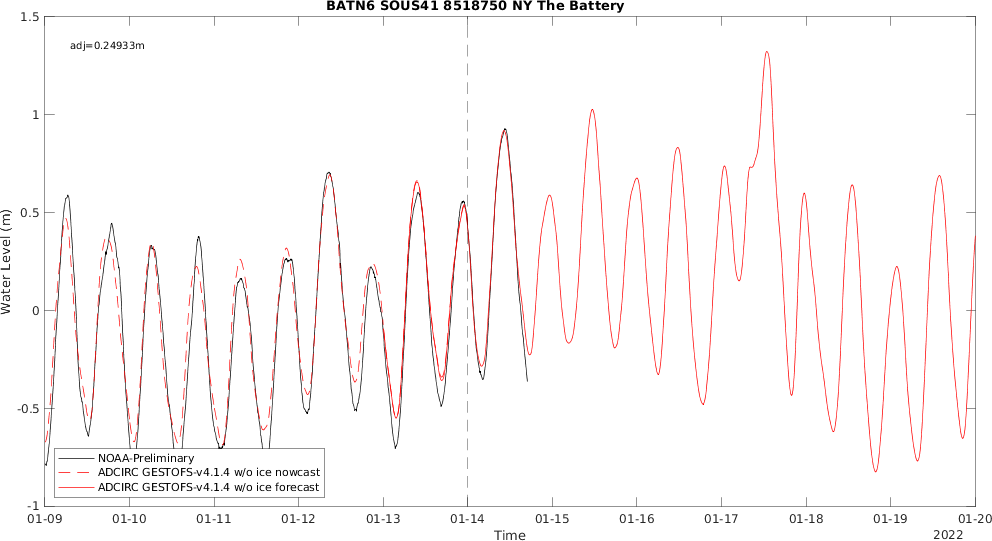 BATN6 SOUS41 8518750 NY The Battery
1.5
adj=0.24933m
1
0.5
Water Level (m)
0
-0.5
NOAA-Preliminary
ADCIRC GESTOFS-v4.1.4 w/o ice nowcast
ADCIRC GESTOFS-v4.1.4 w/o ice forecast
-1
01-09 01-10 01-11 01-12 01-13 01-14 01-15 01-16 01-17 01-18 01-19 01-20
Time
2022